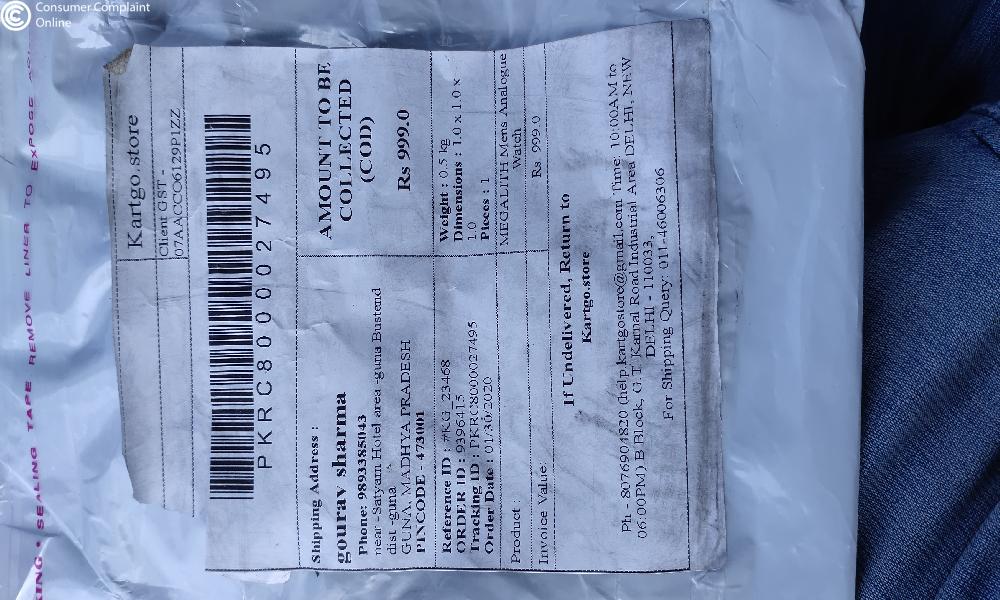 Consumer Complaint
Online
KING • SEALING TAPE REMOVE LINER TO EXPOSE
Kartgo.store
Client GST -
07AACCO6129P1ZZ
PKRC80000027495
Shipping Address :
gourav sharma
Phone: 9893385043
near - Satyam Hotel area -guna Bustend
dist -guna
GUNA, MADHYA PRADESH
PINCODE - 473001
AMOUNT TO BE
COLLECTED
(COD)
Rs 999.0
Reference ID : #KG_23468
ORDER ID : 9396415
Tracking ID : PKRC80000027495
Order Date : 01/30/2020
Weight : 0.5 kg
Dimensions : 1.0 x 1.0 x
1.0
Pieces : 1
Product :
MEGALITH Mens Analogue
Watch
Invoice Value:
Rs 999.0
If Undelivered, Return to
Kartgo.store
Ph - 8076904820 (help.kartgostore@gmail.com Time. 10:00AM to
06:00PM) B Block, G.T. Karnal Road Industrial Area DELHI, NEW
DELHI - 110033,
For Shipping Query: 011-46006306